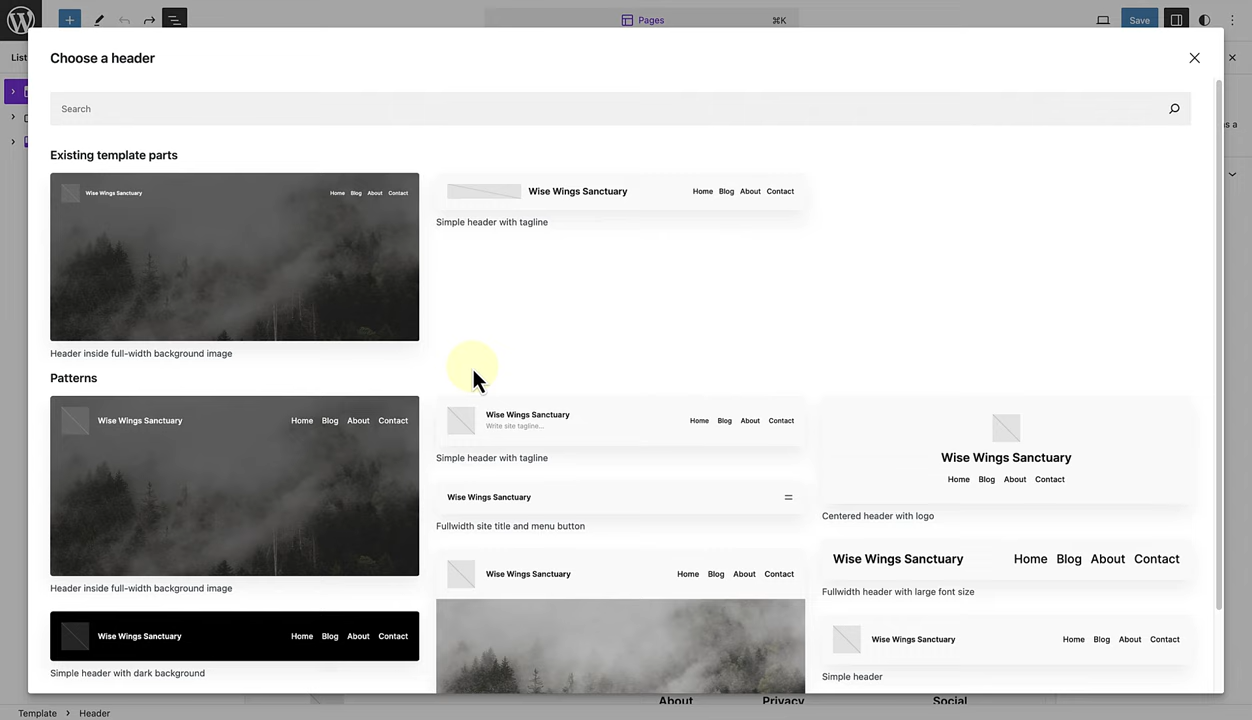 Pages
⌘K
Save
List
Choose a header
Search
Existing template parts
Wise Wings Sanctuary
Home Blog About Contact
Header inside full-width background image
Wise Wings Sanctuary
Home Blog About Contact
Simple header with tagline
s a
Patterns
Wise Wings Sanctuary
Home Blog About Contact
Header inside full-width background image
Wise Wings Sanctuary
Home Blog About Contact
Simple header with dark background
Wise Wings Sanctuary
Write site tagline...
Home Blog About Contact
Simple header with tagline
Wise Wings Sanctuary
Fullwidth site title and menu button
Wise Wings Sanctuary
Home Blog About Contact
Wise Wings Sanctuary
Home Blog About Contact
Centered header with logo
Wise Wings Sanctuary
Home Blog About Contact
Fullwidth header with large font size
Wise Wings Sanctuary
Home Blog About Contact
Simple header
About Privacy Social
Template > Header